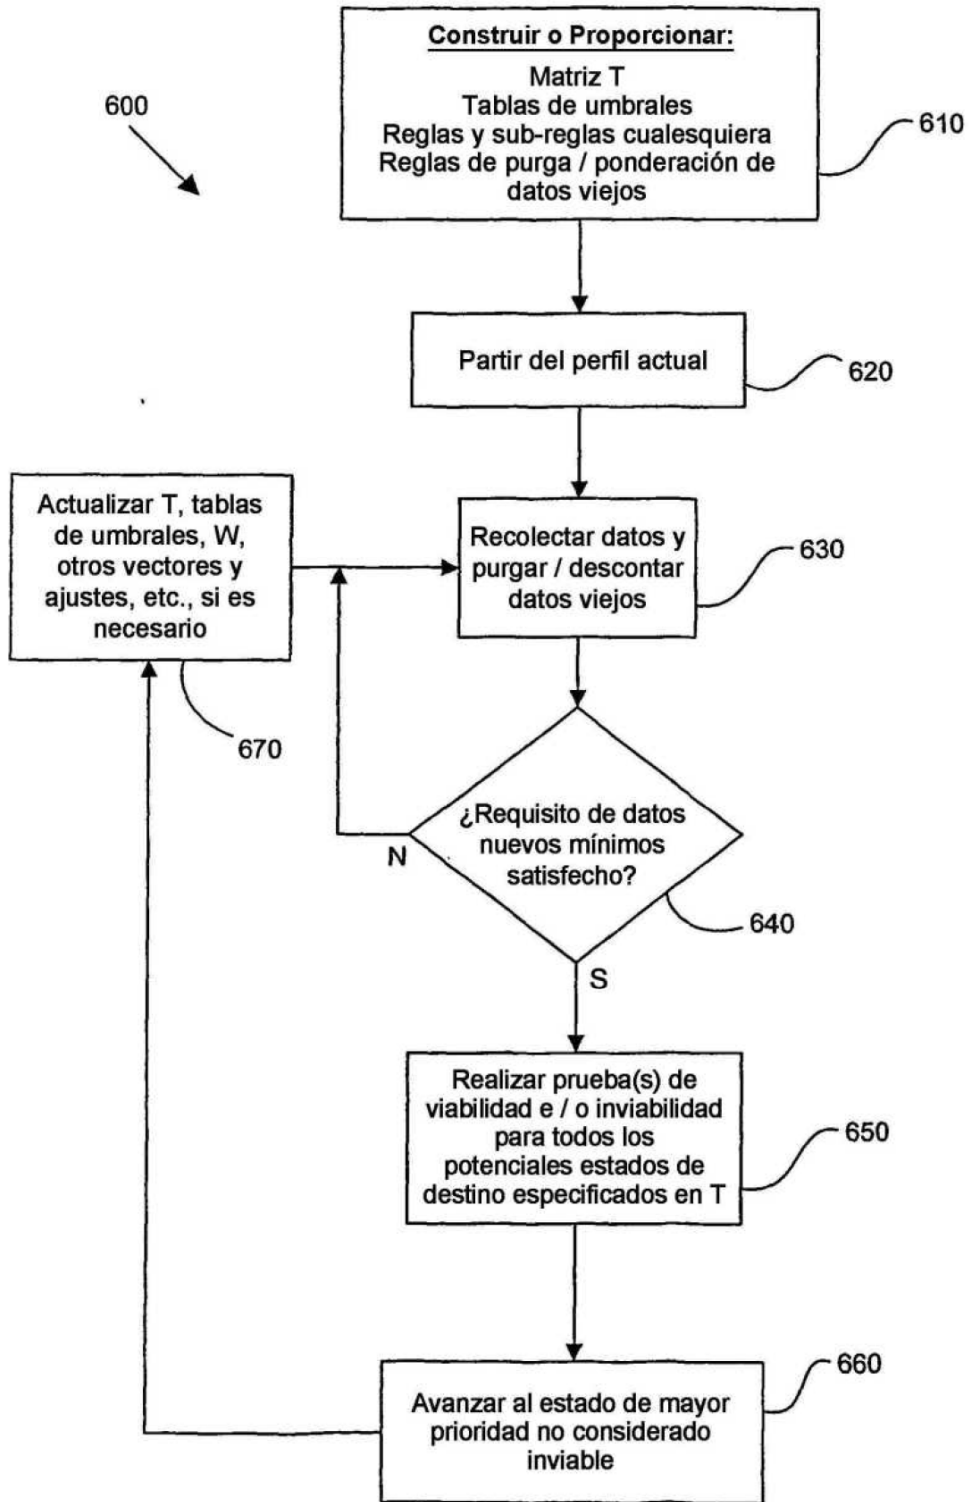 Construir o Proporcionar:
Matriz T
Tablas de umbrales
Reglas y sub-reglas cualesquiera
Reglas de purga / ponderación de
datos viejos
600
610
Partir del perfil actual
620
Actualizar T, tablas
de umbrales, W,
otros vectores y
ajustes, etc., si es
necesario
670
Recolectar datos y
purgar / descontar
datos viejos
630
¿Requisito de datos
nuevos mínimos
satisfecho?
N
640
S
Realizar prueba(s) de
viabilidad e / o inviabilidad
para todos los
potenciales estados de
destino especificados en T
650
Avanzar al estado de mayor
prioridad no considerado
inviable
660